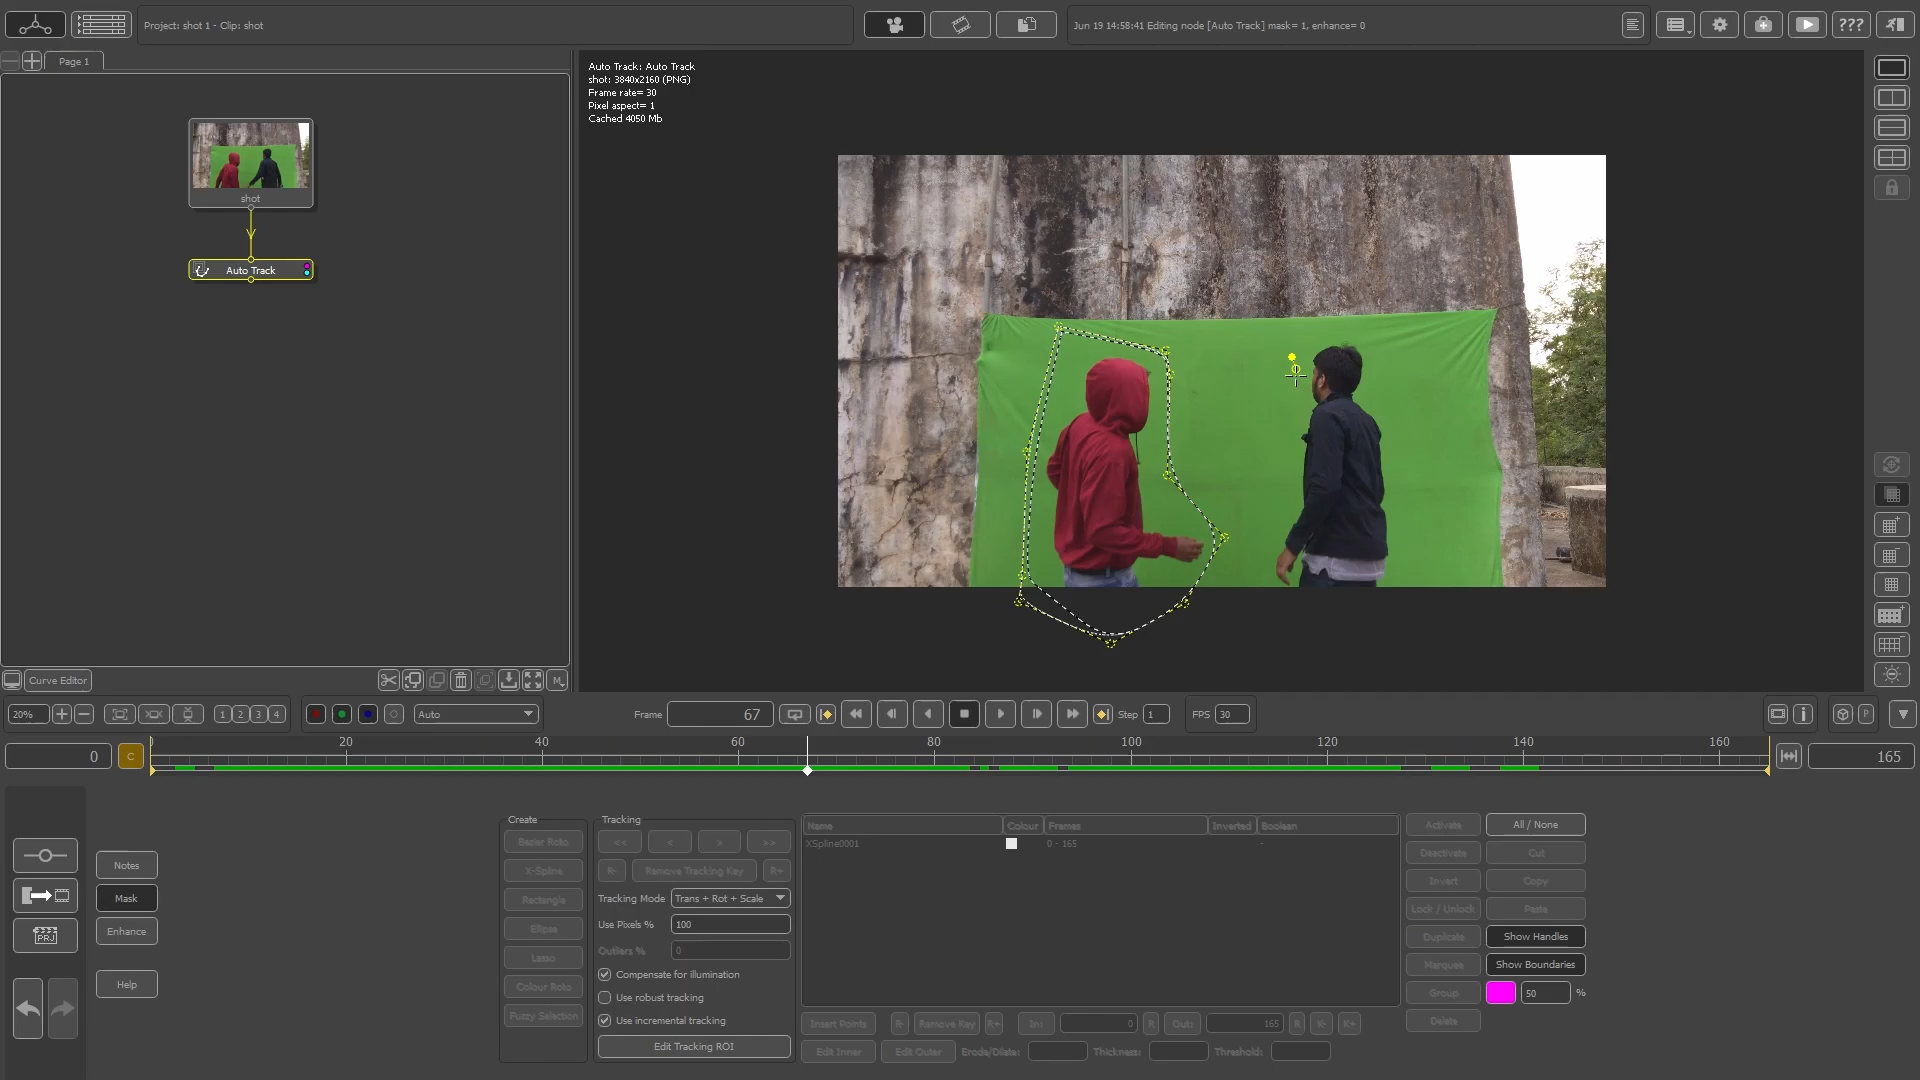 Project: shot 1 - Clip: shot
Jun 19 14:58:41 Editing node [Auto Track] mask= 1, enhance= 0
???
Page 1
Auto Track: Auto Track
shot: 3840x2160 (PNG)
Frame rate= 30
Pixel aspect= 1
Cached 4050 Mb
shot
Auto Track
Curve Editor
M
20%
1 2 3 4
Auto
Frame 67
Step 1
FPS 30
P
0
C
20 40 60 80 100 120 140 160
165
Create
Tracking
Name Colour Frames Inverted Boolean
Activate
All / None
Bezier Roto
<< < > >>
XSpline0001 0 - 165 -
Deactivate
Cut
Notes
X-Spline
R- Remove Tracking Key R+
Invert
Copy
Mask
Rectangle
Tracking Mode Trans + Rot + Scale
Lock / Unlock
Paste
Enhance
Ellipse
Use Pixels % 100
Duplicate
Show Handles
Lasso
Outliers % 0
Marquee
Show Boundaries
PRJ
Help
Colour Roto
Compensate for illumination
Group
50 %
Fuzzy Selection
Use robust tracking
Delete
Use incremental tracking
Insert Points R- Remove Key R+ In: 0 R Out: 165 R K- K+
Edit Tracking ROI
Edit Inner Edit Outer Erode/Dilate: Thickness: Threshold: